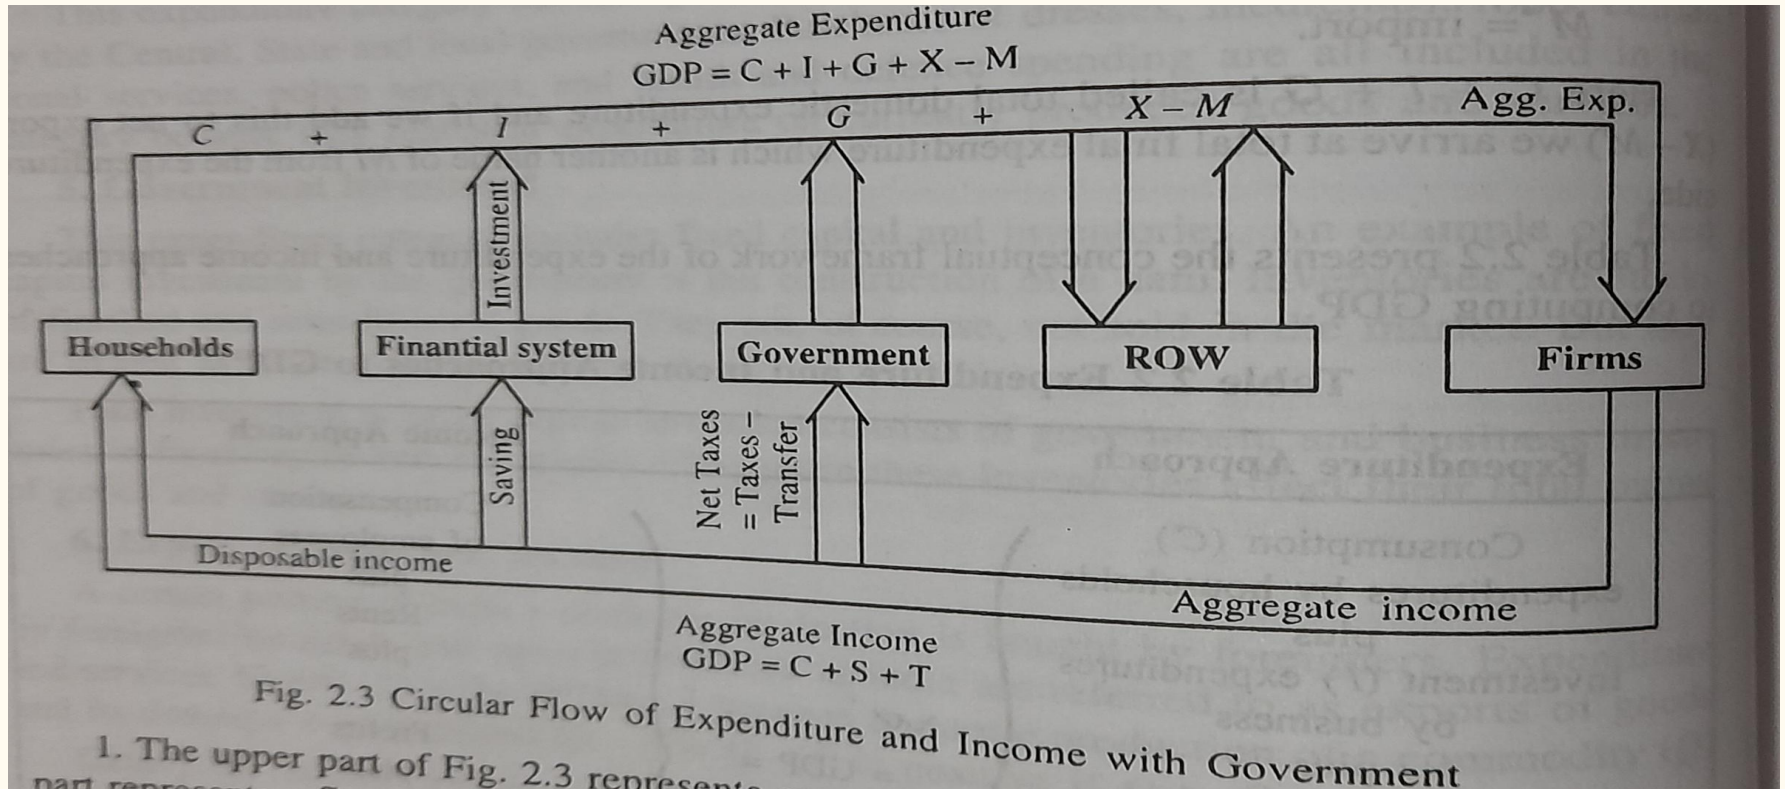 Aggregate Expenditure
GDP = C + I + G + X – M
C + I + G + X – M Agg. Exp.
Investment
Households Finantial system Government ROW Firms
Saving
Net Taxes
= Taxes –
Transfer
Disposable income
Aggregate income
Aggregate Income
GDP = C + S + T
Fig. 2.3 Circular Flow of Expenditure and Income with Government
1. The upper part of Fig. 2.3 represents
part